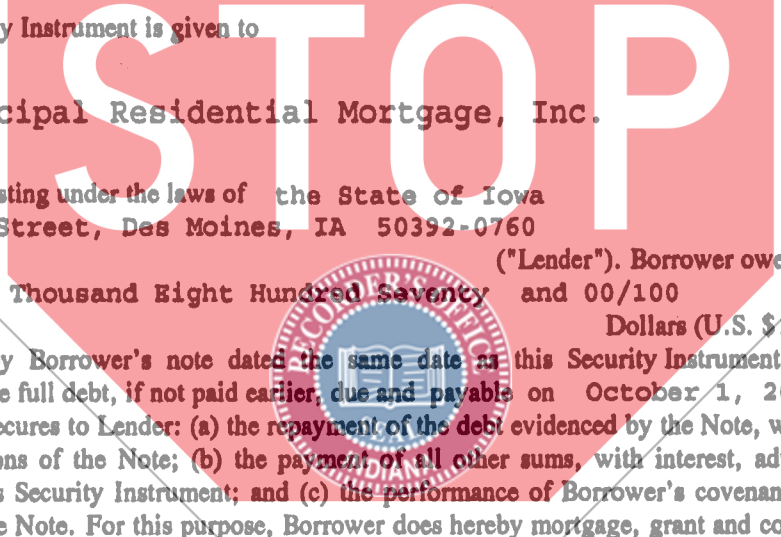 STOP
y Instrument is given to
cipal Residential Mortgage, Inc.
sting under the laws of the State of Iowa
Street, Des Moines, IA 50392-0760
("Lender"). Borrower owe
Thousand Eight Hundred Seventy and 00/100
Dollars (U.S. $
y Borrower's note dated the same date as this Security Instrument
e full debt, if not paid earlier, due and payable on October 1, 2
ecures to Lender: (a) the repayment of the debt evidenced by the Note, w
ons of the Note; (b) the payment of all other sums, with interest, ad
s Security Instrument; and (c) the performance of Borrower's covenan
e Note. For this purpose, Borrower does hereby mortgage, grant and co
RECORDER'S OFFICE